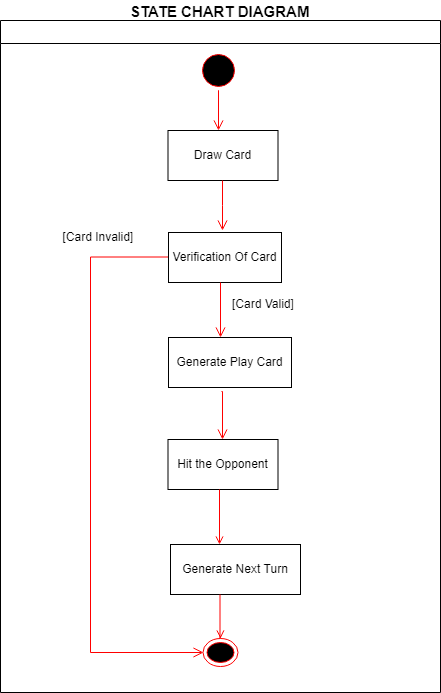 STATE CHART DIAGRAM
Draw Card
[Card Invalid]
Verification Of Card
[Card Valid]
Generate Play Card
Hit the Opponent
Generate Next Turn